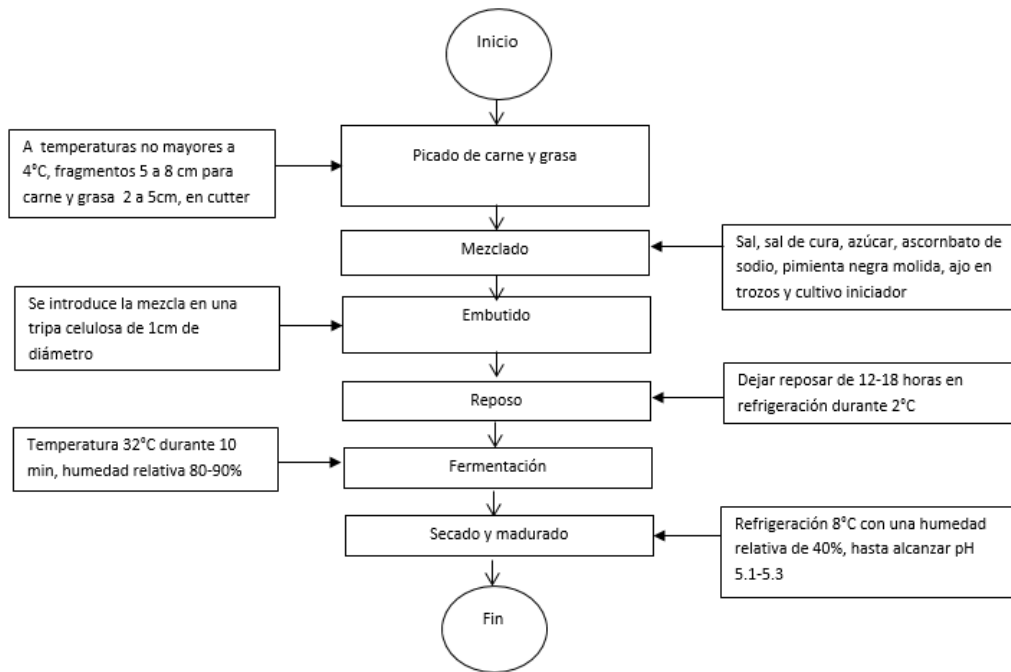 Inicio
A temperaturas no mayores a
4°C, fragmentos 5 a 8 cm para
carne y grasa 2 a 5cm, en cutter
Picado de carne y grasa
Mezclado
Sal, sal de cura, azúcar, ascornbato de
sodio, pimienta negra molida, ajo en
trozos y cultivo iniciador
Se introduce la mezcla en una
tripa celulosa de 1cm de
diámetro
Embutido
Reposo
Dejar reposar de 12-18 horas en
refrigeración durante 2°C
Temperatura 32°C durante 10
min, humedad relativa 80-90%
Fermentación
Secado y madurado
Refrigeración 8°C con una humedad
relativa de 40%, hasta alcanzar pH
5.1-5.3
Fin